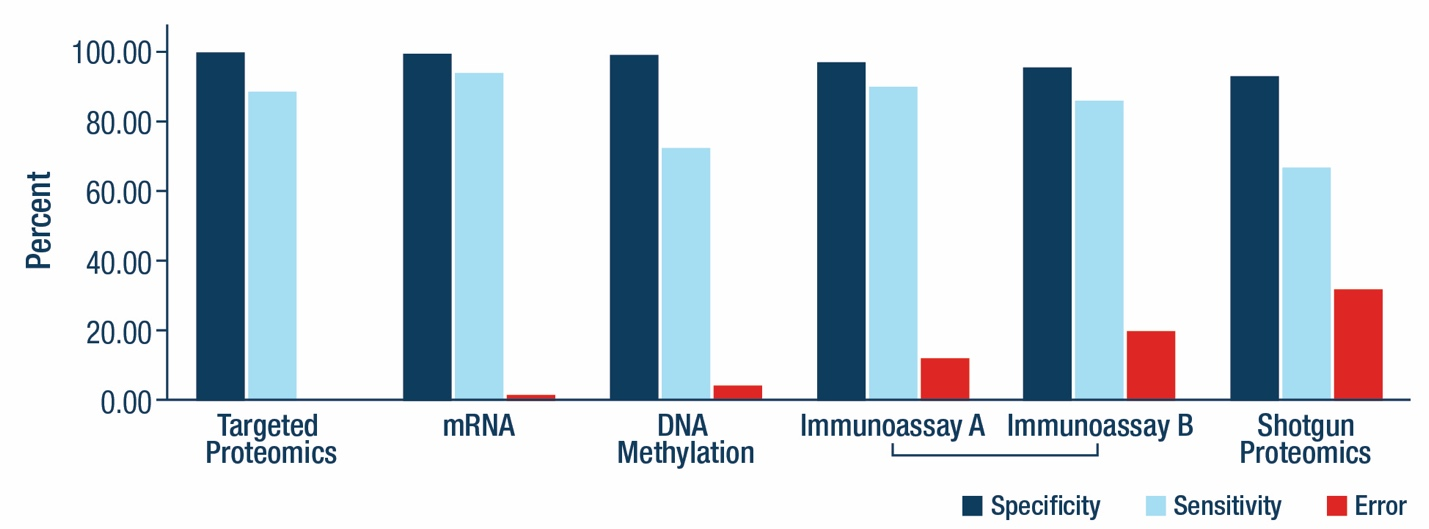 Percent
100.00
80.00
60.00
40.00
20.00
0.00
Targeted
Proteomics
mRNA
DNA
Methylation
Immunoassay A
Immunoassay B
Shotgun
Proteomics
Specificity
Sensitivity
Error